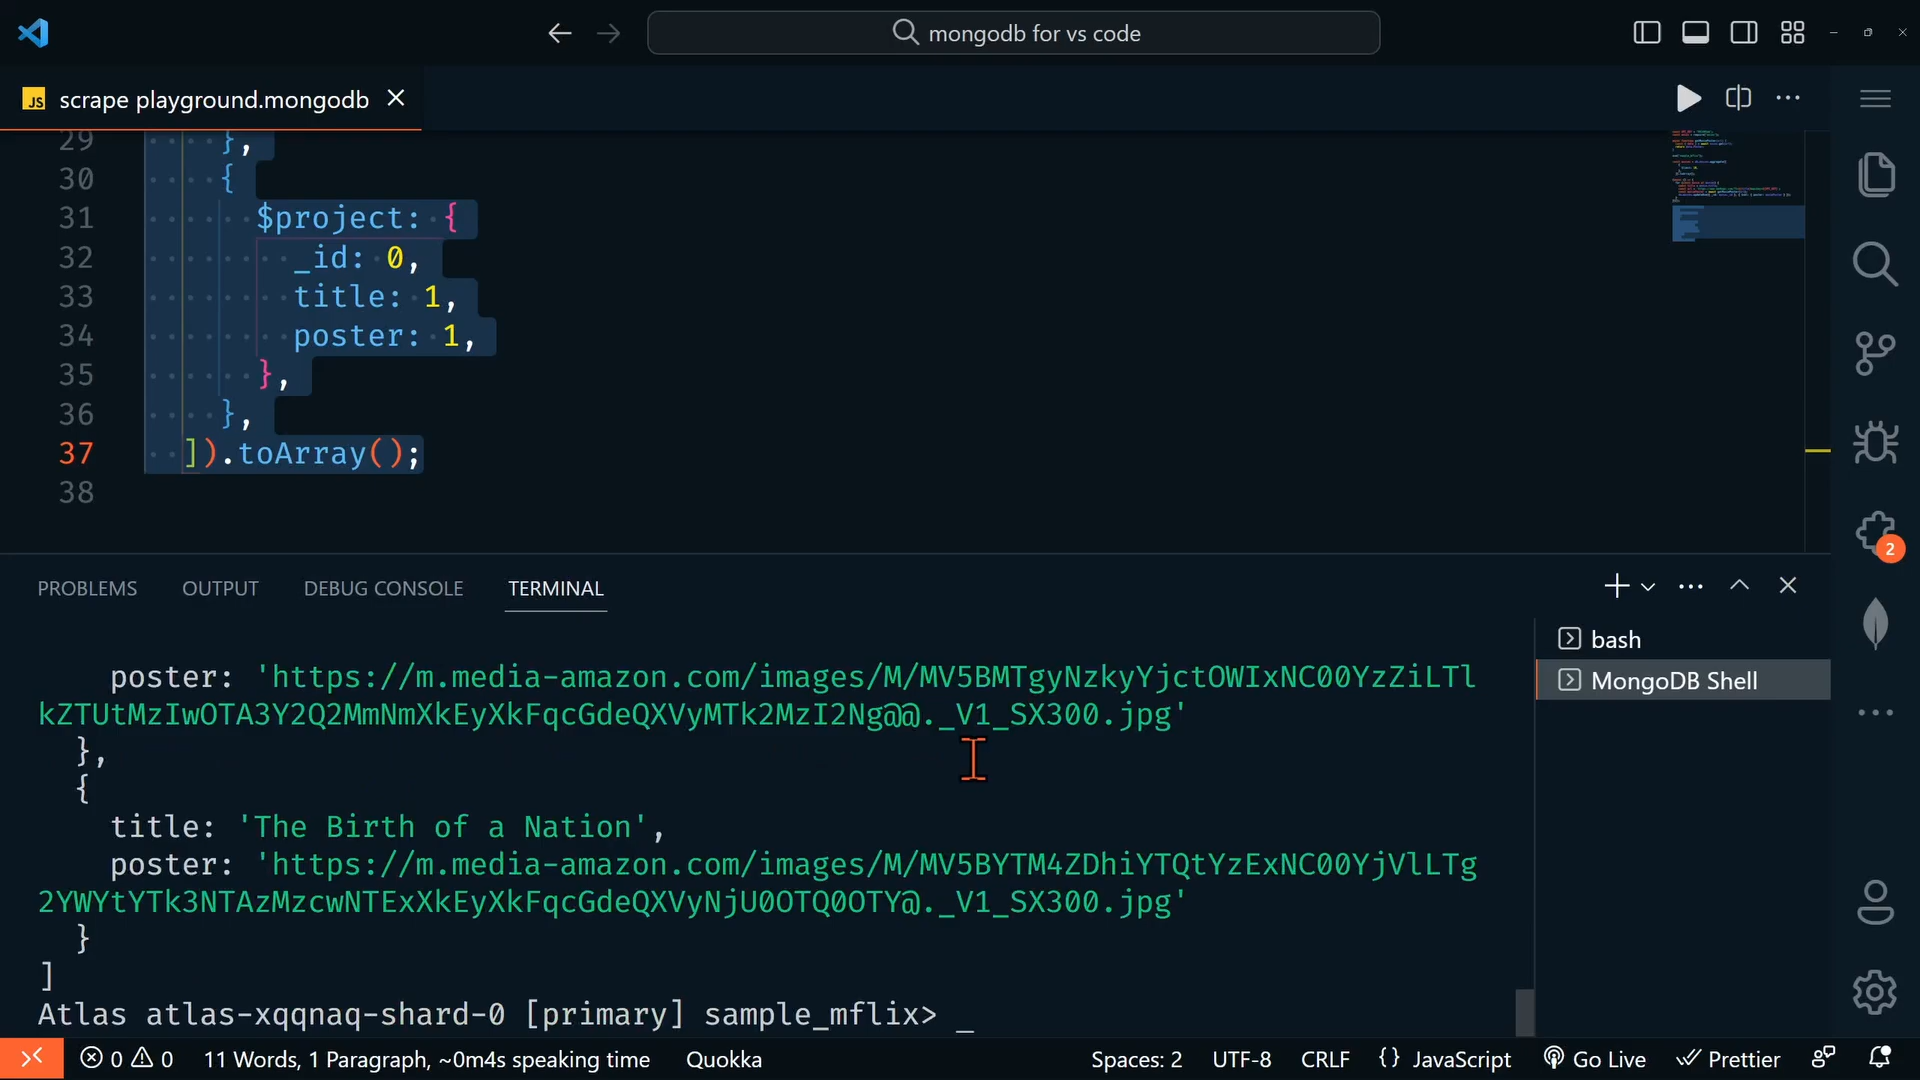 mongodb for vs code
JS scrape playground.mongodb
29 },
30 {
31 $project: {
32 _id: 0,
33 title: 1,
34 poster: 1,
35 },
36 },
37 ]).toArray();
38
2
PROBLEMS OUTPUT DEBUG CONSOLE TERMINAL
bash
MongoDB Shell
poster: 'https://m.media-amazon.com/images/M/MV5BMTgyNzkyYjctOWIxNC00YzZiLTl
kZTUtMzIwOTA3Y2Q2MmNmXkEyXkFqcGdeQXVyMTk2MzI2Ng@@._V1_SX300.jpg'
},
{
title: 'The Birth of a Nation',
poster: 'https://m.media-amazon.com/images/M/MV5BYTM4ZDhiYTQtYzExNC00YjVlLTg
2YWYtYTk3NTAzMzcwNTExXkEyXkFqcGdeQXVyNjU0OTQ0OTY@._V1_SX300.jpg'
}
]
Atlas atlas-xqqnaq-shard-0 [primary] sample_mflix> _
0 0 11 Words, 1 Paragraph, ~0m4s speaking time Quokka Spaces: 2 UTF-8 CRLF {} JavaScript Go Live Prettier